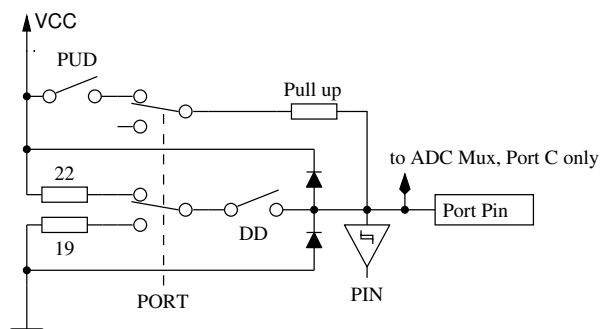 VCC
PUD
Pull up
to ADC Mux, Port C only
22
Port Pin
19
DD
PIN
PORT